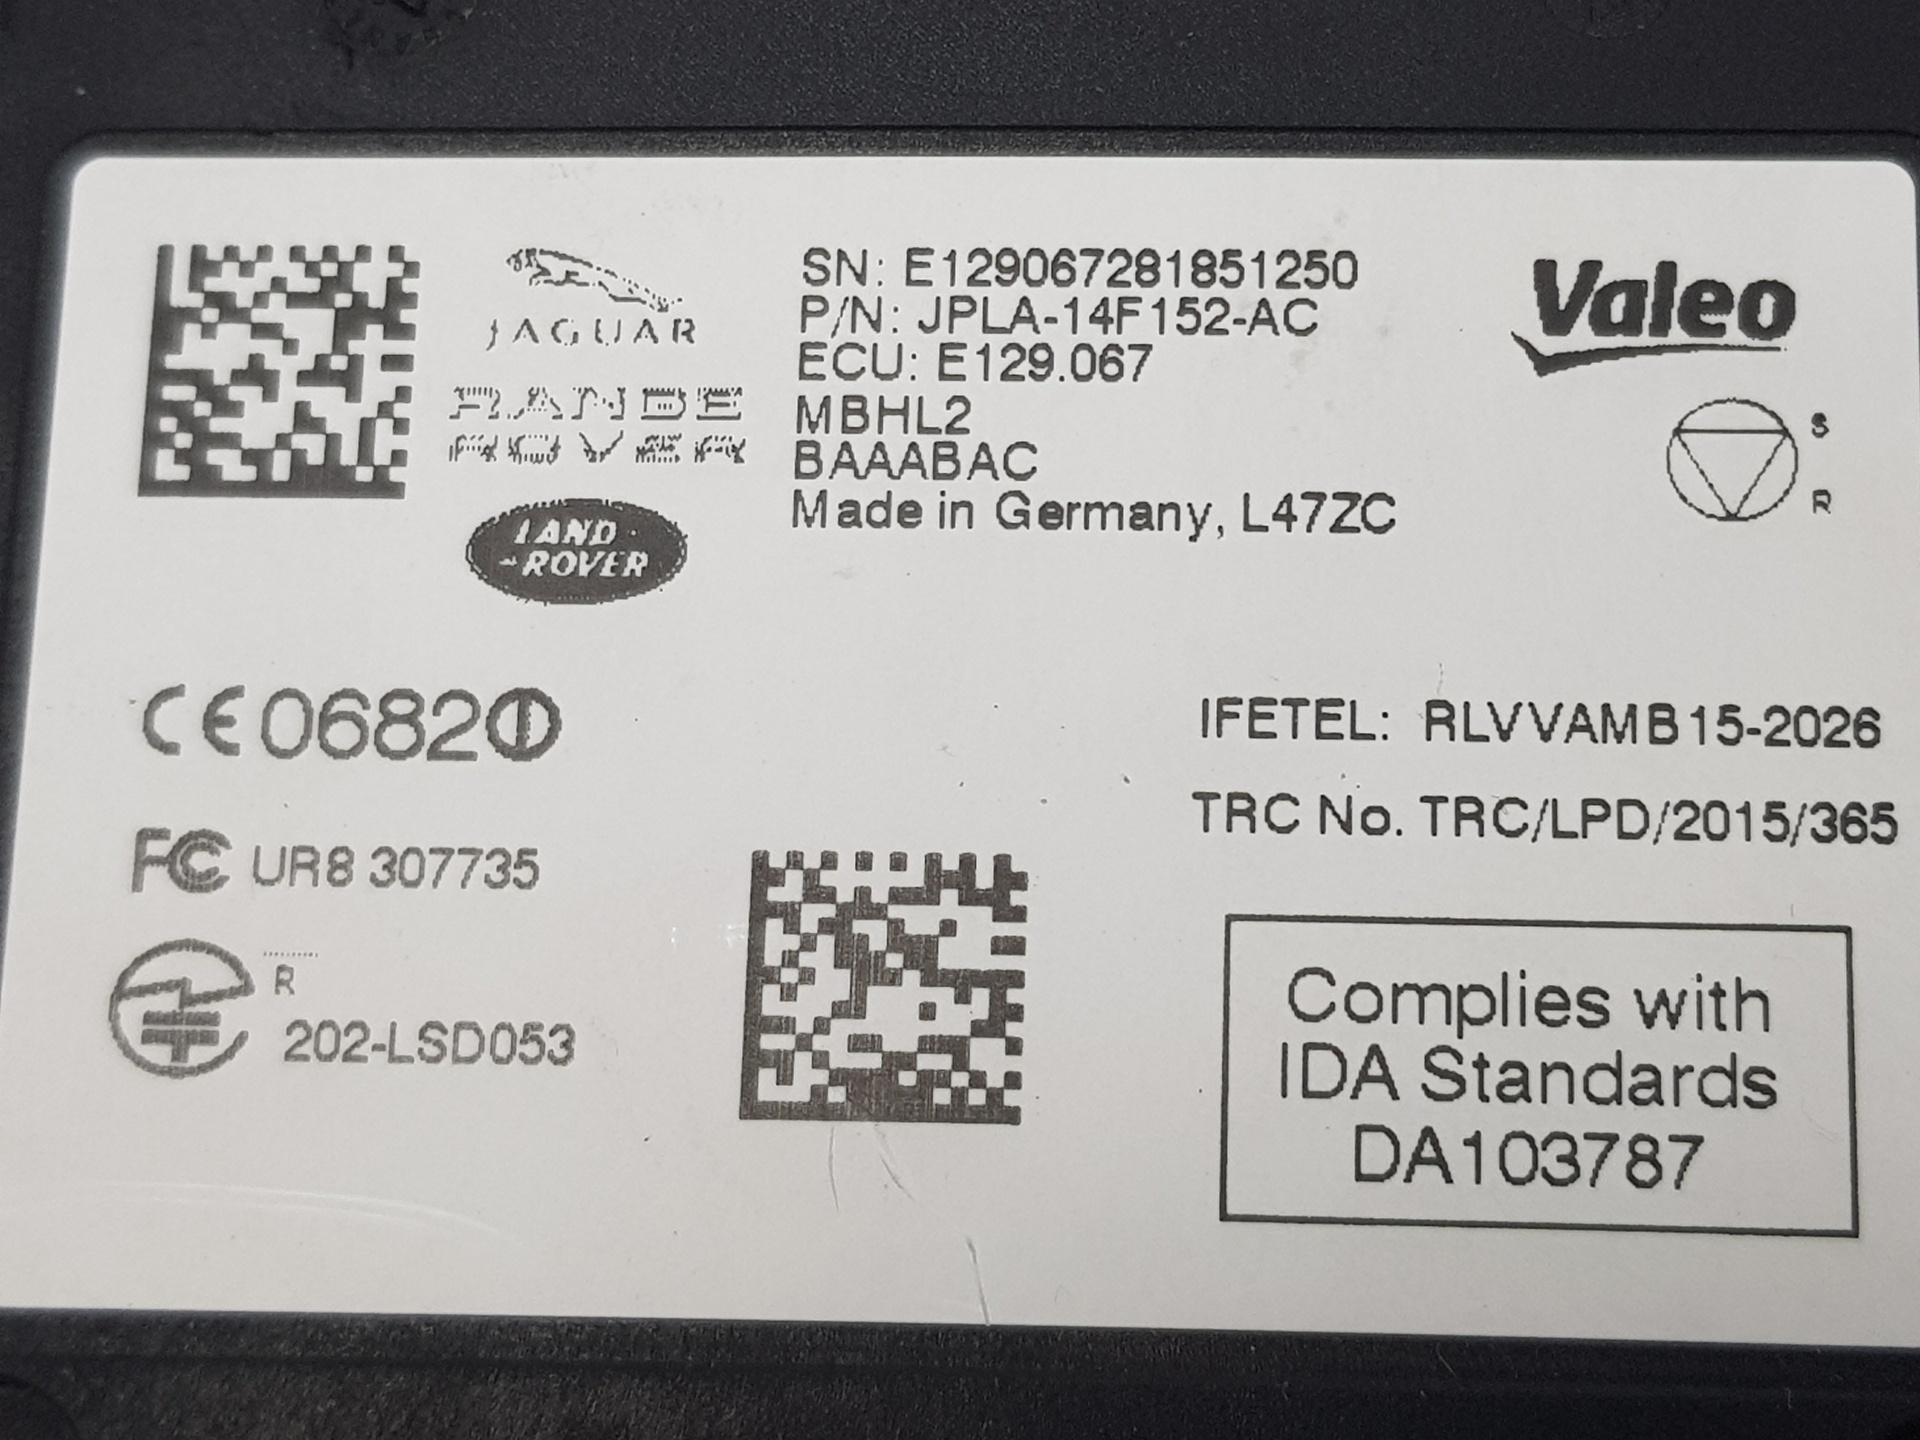 JAGUAR
RANGE
ROVER
LAND
ROVER
SN: E129067281851250
P/N: JPLA-14F152-AC
ECU: E129.067
MBHL2
BAAABAC
Made in Germany, L47ZC
Valeo
S
R
CE0682
FC UR8 307735
R
202-LSD053
IFETEL: RLVVAMB15-2026
TRC No. TRC/LPD/2015/365
Complies with
IDA Standards
DA103787